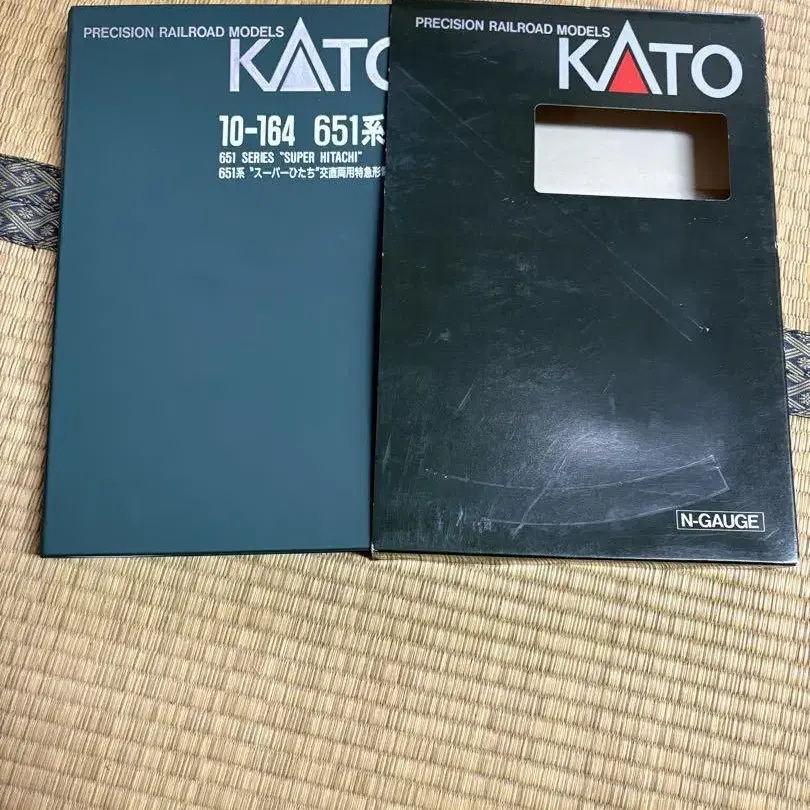 PRECISION RAILROAD MODELS
KATO
10-164 651系
651 SERIES "SUPER HITACHI"
651系 "スーパーひたち"交直両用特急形
PRECISION RAILROAD MODELS
KATO
N-GAUGE